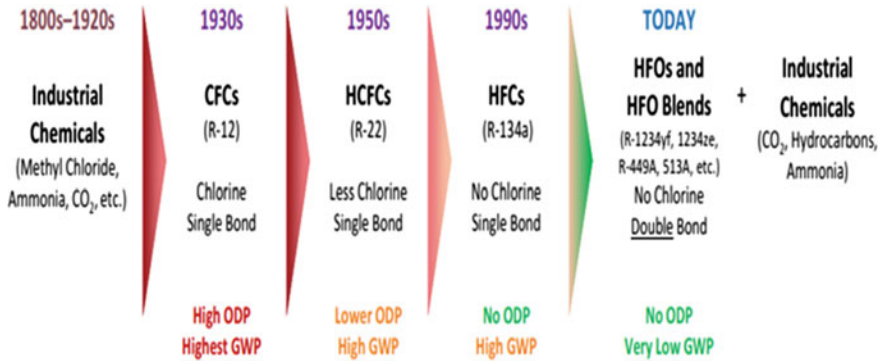 1800s–1920s
Industrial
Chemicals
(Methyl Chloride,
Ammonia, CO₂, etc.)
1930s
CFCs
(R-12)
Chlorine
Single Bond
High ODP
Highest GWP
1950s
HCFCs
(R-22)
Less Chlorine
Single Bond
Lower ODP
High GWP
1990s
HFCs
(R-134a)
No Chlorine
Single Bond
No ODP
High GWP
TODAY
HFOs and
HFO Blends
(R-1234yf, 1234ze,
R-449A, 513A, etc.)
No Chlorine
Double Bond
No ODP
Very Low GWP
+
Industrial
Chemicals
(CO₂, Hydrocarbons,
Ammonia)